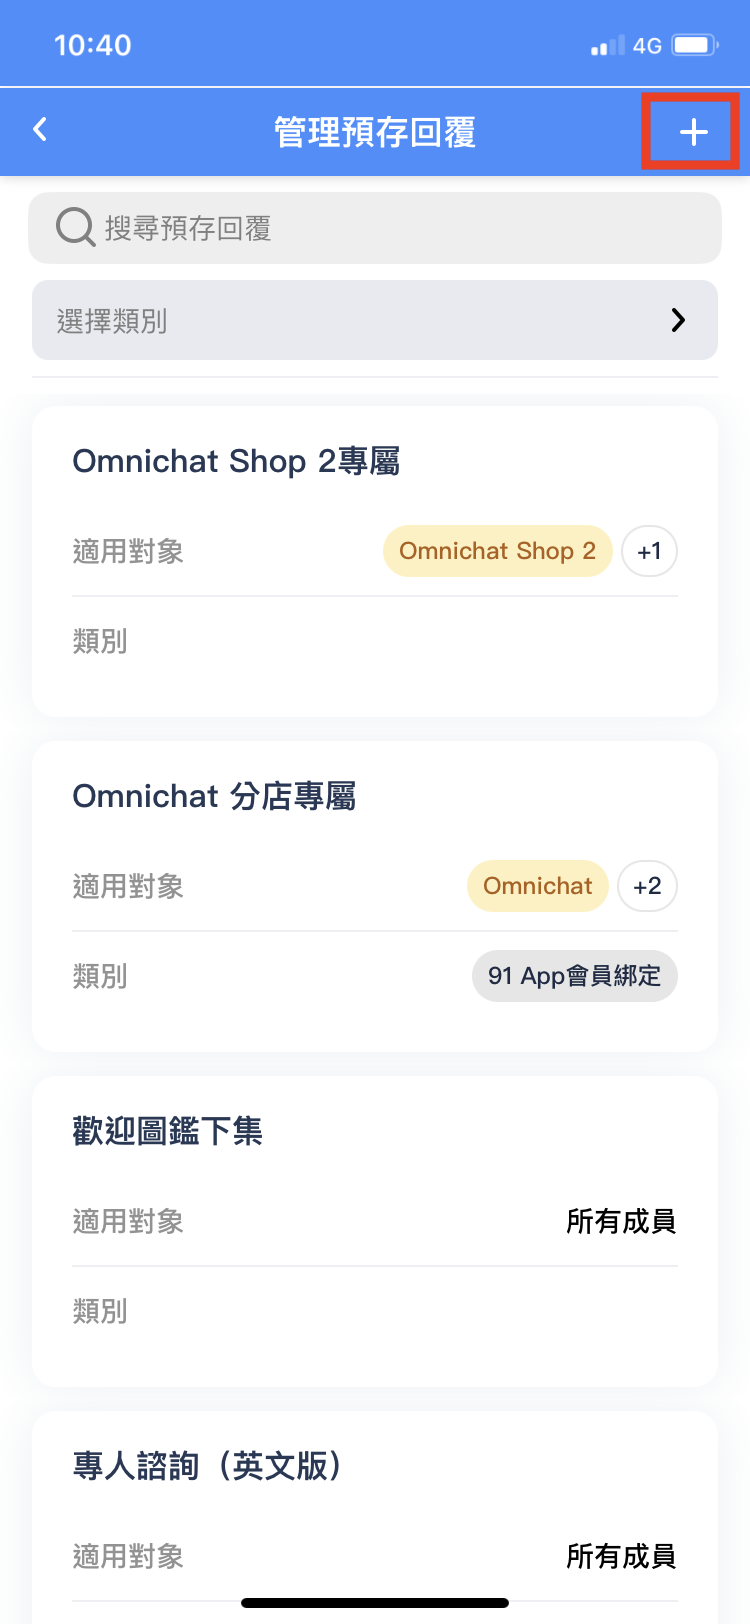 10:40
4G
管理預存回覆
搜尋預存回覆
選擇類別
Omnichat Shop 2專屬
適用對象 Omnichat Shop 2 +1
類別
Omnichat 分店專屬
適用對象 Omnichat +2
類別 91 App會員綁定
歡迎圖鑑下集
適用對象 所有成員
類別
專人諮詢（英文版）
適用對象 所有成員